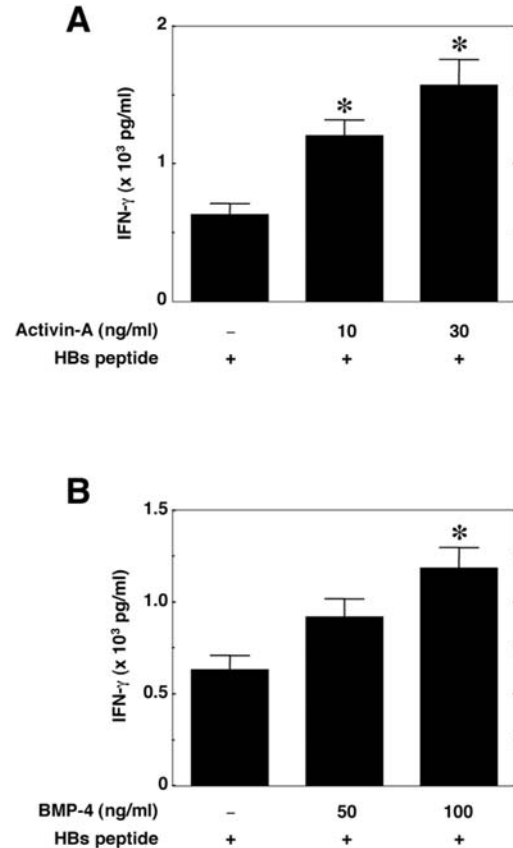 A
2
*
*
1
0
IFN-γ (x 10³ pg/ml)
Activin-A (ng/ml) – 10 30
HBs peptide + + +
B
1.5
*
1.0
0.5
0
IFN-γ (x 10³ pg/ml)
BMP-4 (ng/ml) – 50 100
HBs peptide + + +